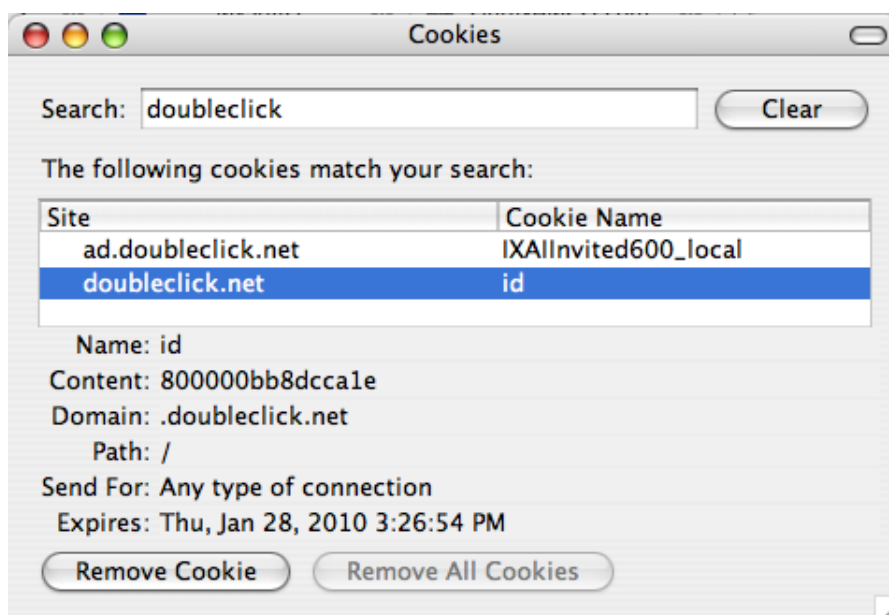 Cookies
Search: doubleclick Clear
The following cookies match your search:
Site Cookie Name
ad.doubleclick.net IXAIInvited600_local
doubleclick.net id
Name: id
Content: 800000bb8dcca1e
Domain: .doubleclick.net
Path: /
Send For: Any type of connection
Expires: Thu, Jan 28, 2010 3:26:54 PM
Remove Cookie Remove All Cookies